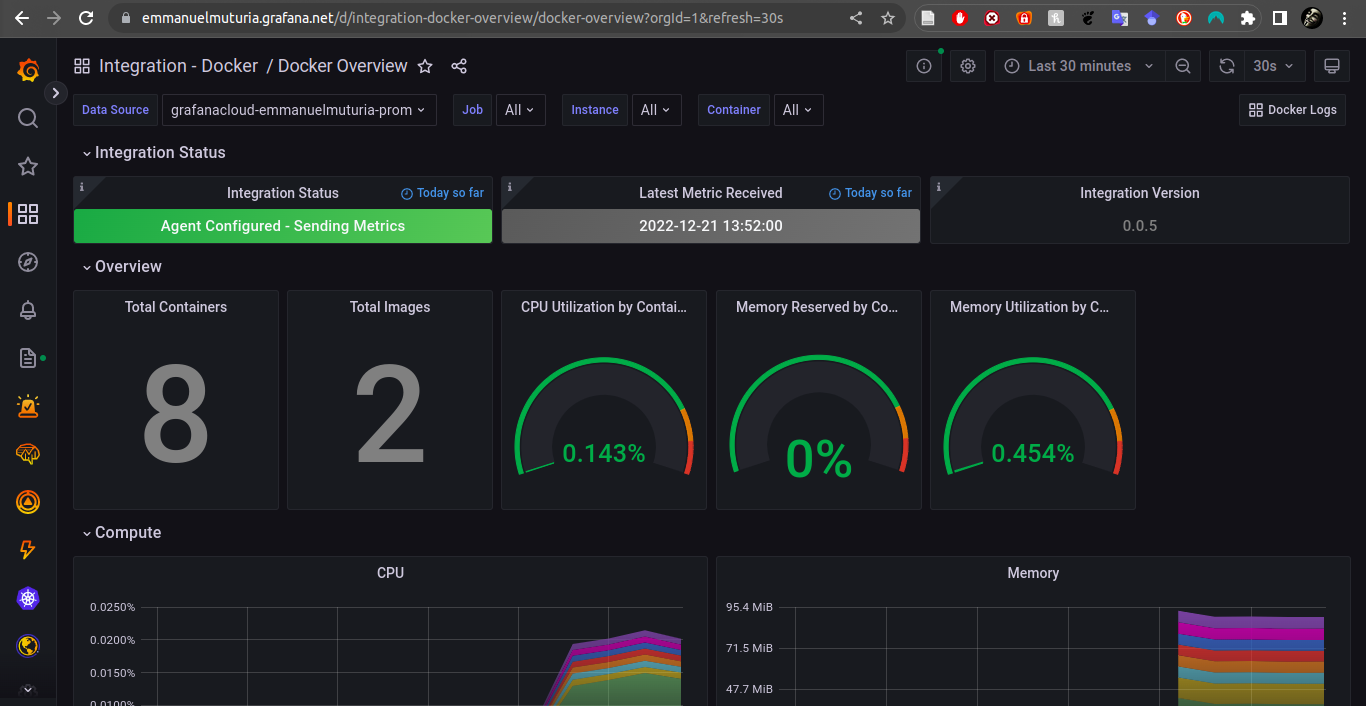 emmanuelmuturia.grafana.net/d/integration-docker-overview/docker-overview?orgId=1&refresh=30s
Integration - Docker / Docker Overview
Last 30 minutes
30s
Data Source grafanacloud-emmanuelmuturia-prom Job All Instance All Container All Docker Logs
Integration Status
Integration Status Today so far
Agent Configured - Sending Metrics
Latest Metric Received Today so far
2022-12-21 13:52:00
Integration Version
0.0.5
Overview
Total Containers
8
Total Images
2
CPU Utilization by Contai...
0.143%
Memory Reserved by Co...
0%
Memory Utilization by C...
0.454%
Compute
CPU
0.0250%
0.0200%
0.0150%
0.0100%
Memory
95.4 MiB
71.5 MiB
47.7 MiB